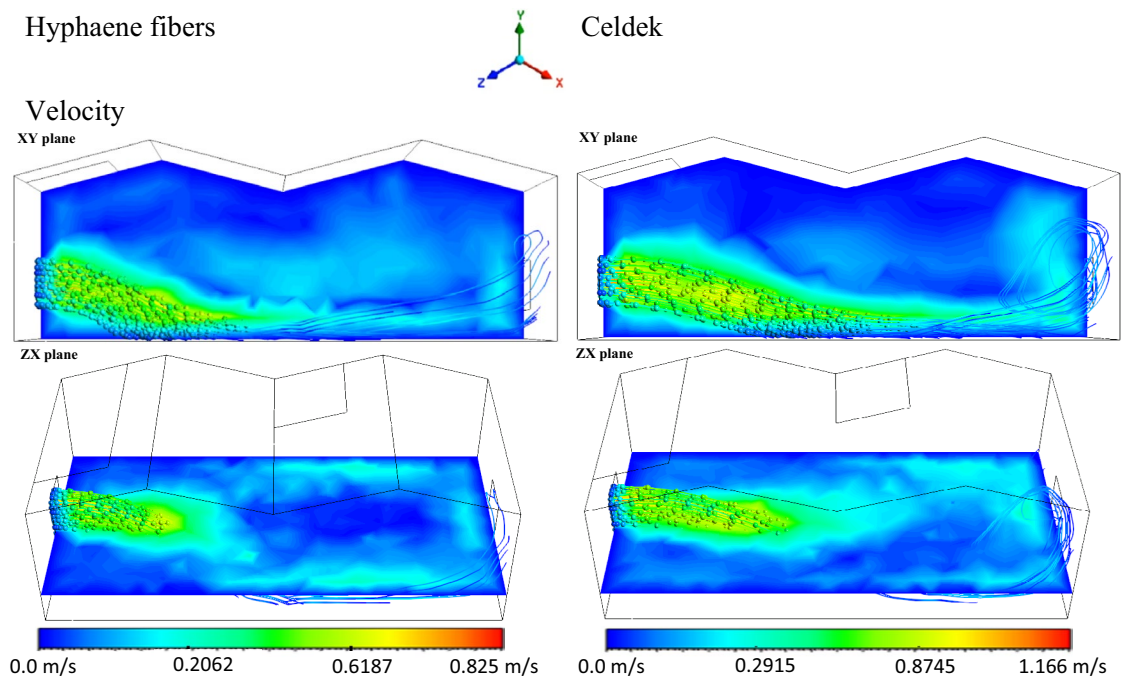 Hyphaene fibers
Celdek
Y
Z
X
Velocity
XY plane
XY plane
ZX plane
ZX plane
0.0 m/s 0.2062 0.6187 0.825 m/s
0.0 m/s 0.2915 0.8745 1.166 m/s